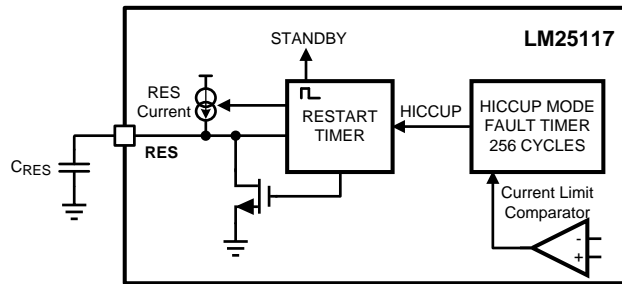 LM25117
STANDBY
RES
Current
RESTART
TIMER
HICCUP
HICCUP MODE
FAULT TIMER
256 CYCLES
RES
CRES
Current Limit
Comparator
-
+